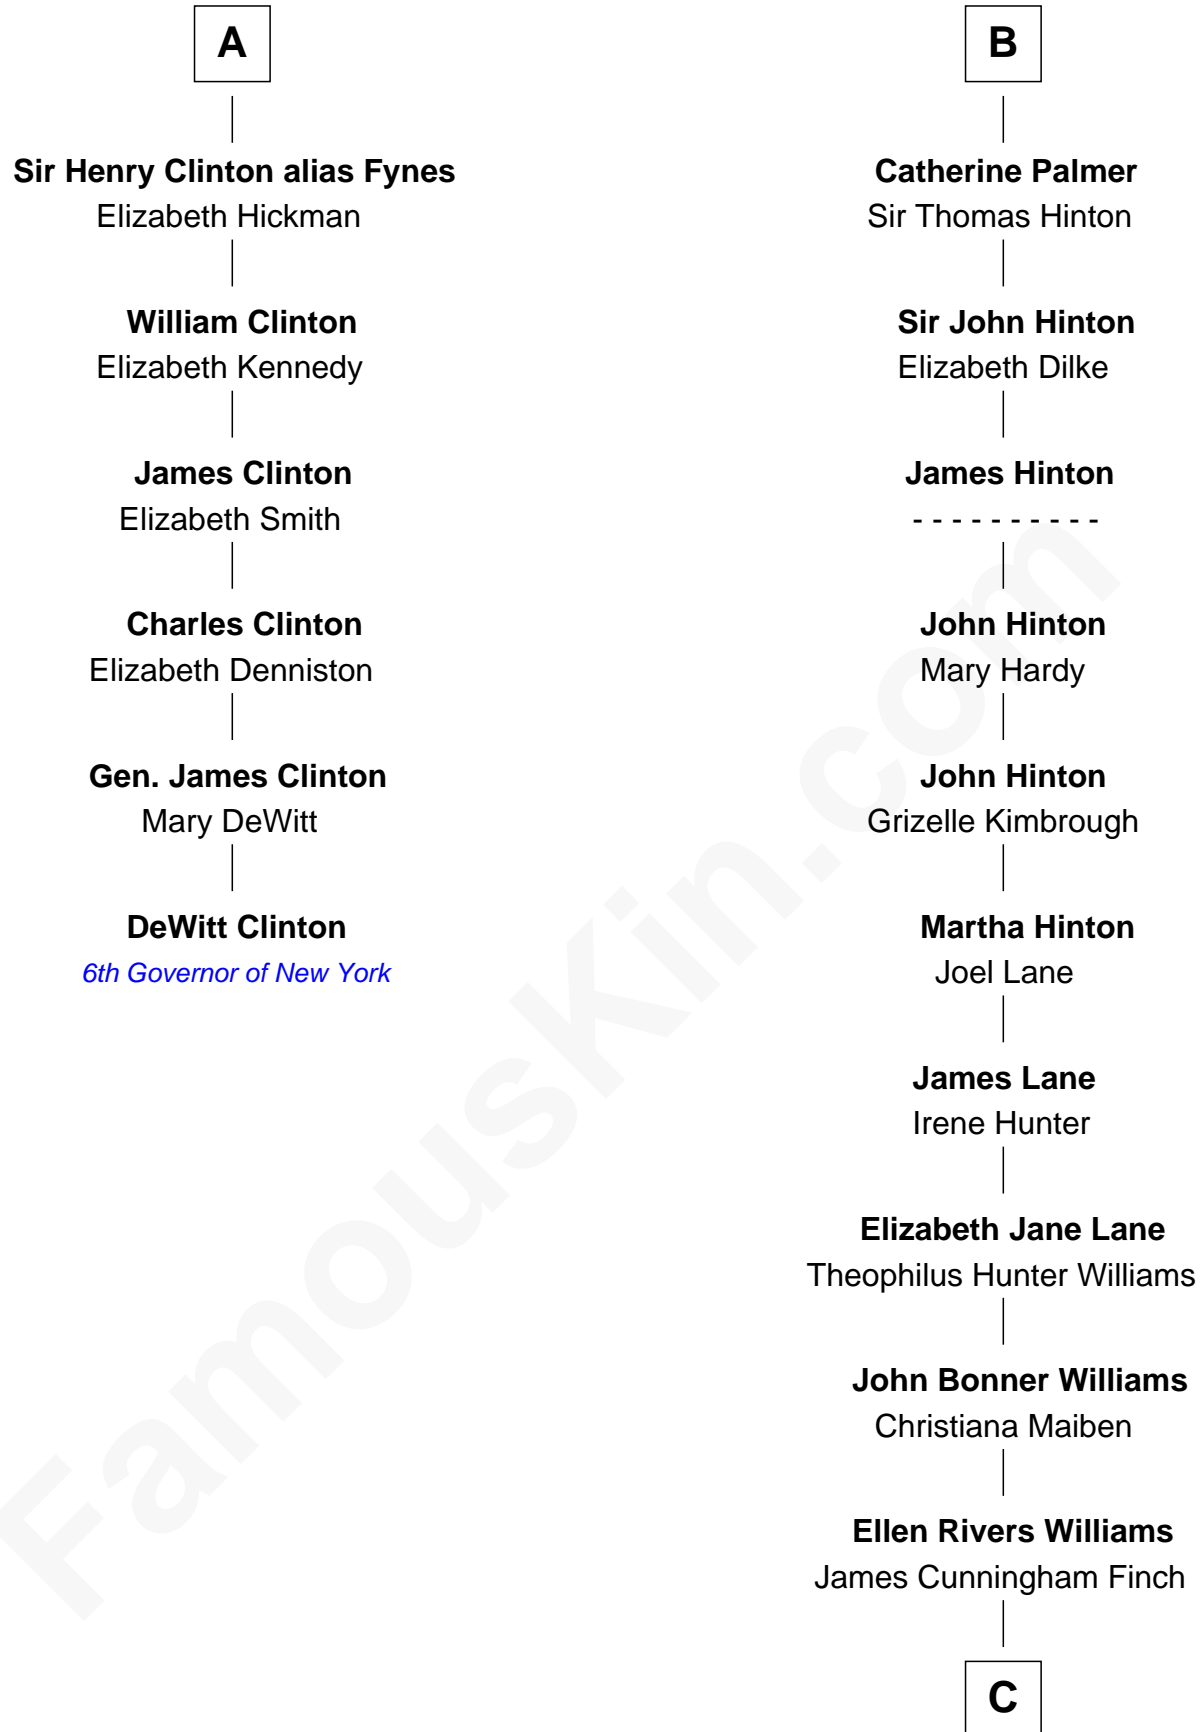 A
Sir Henry Clinton alias Fynes
Elizabeth Hickman
William Clinton
Elizabeth Kennedy
James Clinton
Elizabeth Smith
Charles Clinton
Elizabeth Denniston
Gen. James Clinton
Mary DeWitt
DeWitt Clinton
6th Governor of New York
B
Catherine Palmer
Sir Thomas Hinton
Sir John Hinton
Elizabeth Dilke
James Hinton
- - - - - - - - - -
John Hinton
Mary Hardy
John Hinton
Grizelle Kimbrough
Martha Hinton
Joel Lane
James Lane
Irene Hunter
Elizabeth Jane Lane
Theophilus Hunter Williams
John Bonner Williams
Christiana Maiben
Ellen Rivers Williams
James Cunningham Finch
C
FamousKin.com